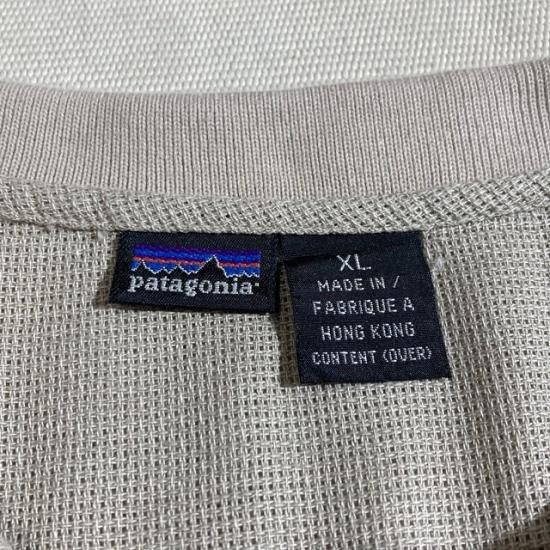 patagonia®
XL
MADE IN /
FABRIQUE A
HONG KONG
CONTENT (OVER)